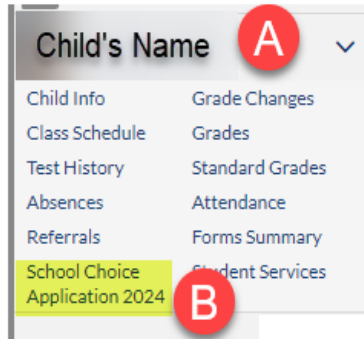 Child's Name A
Child Info Grade Changes
Class Schedule Grades
Test History Standard Grades
Absences Attendance
Referrals Forms Summary
School Choice Student Services
Application 2024 B